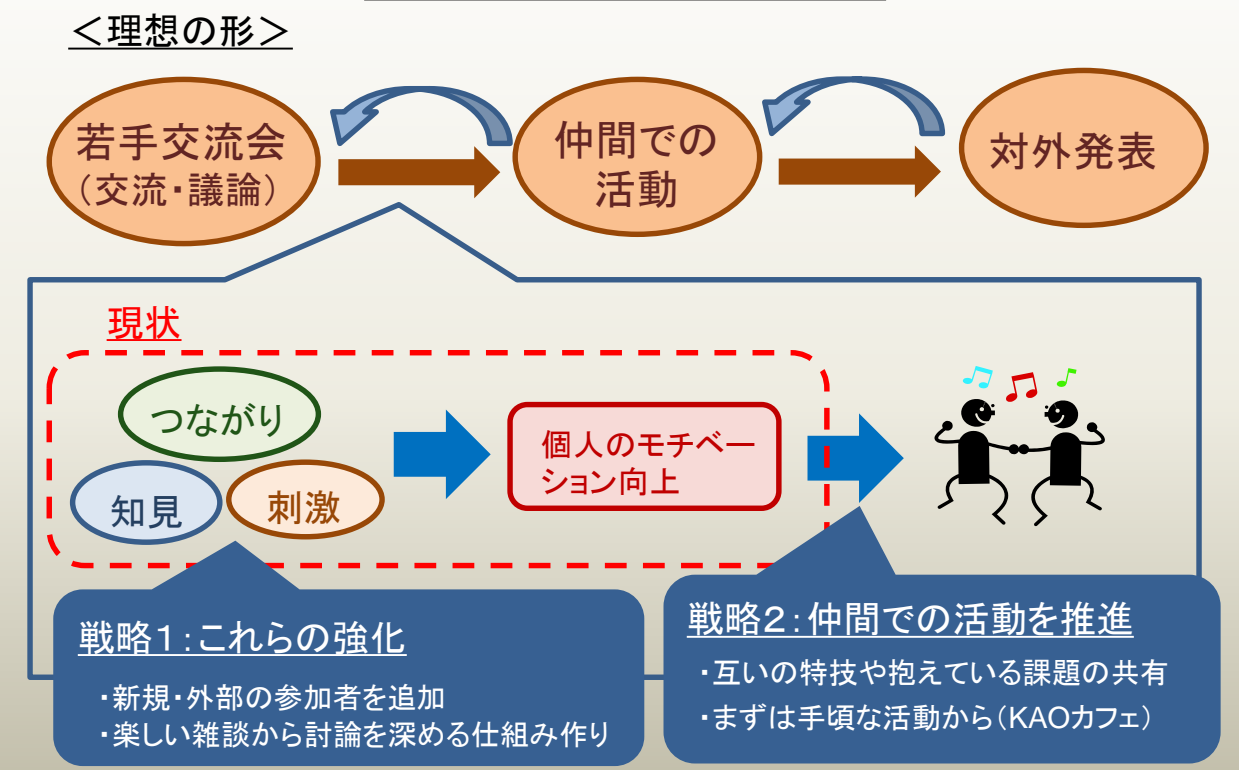 ＜理想の形＞
若手交流会
（交流・議論）
仲間での
活動
対外発表
現状
つながり
知見
刺激
個人のモチベー
ション向上
戦略１：これらの強化
・新規・外部の参加者を追加
・楽しい雑談から討論を深める仕組み作り
戦略２：仲間での活動を推進
・互いの特技や抱えている課題の共有
・まずは手頃な活動から（KAOカフェ）